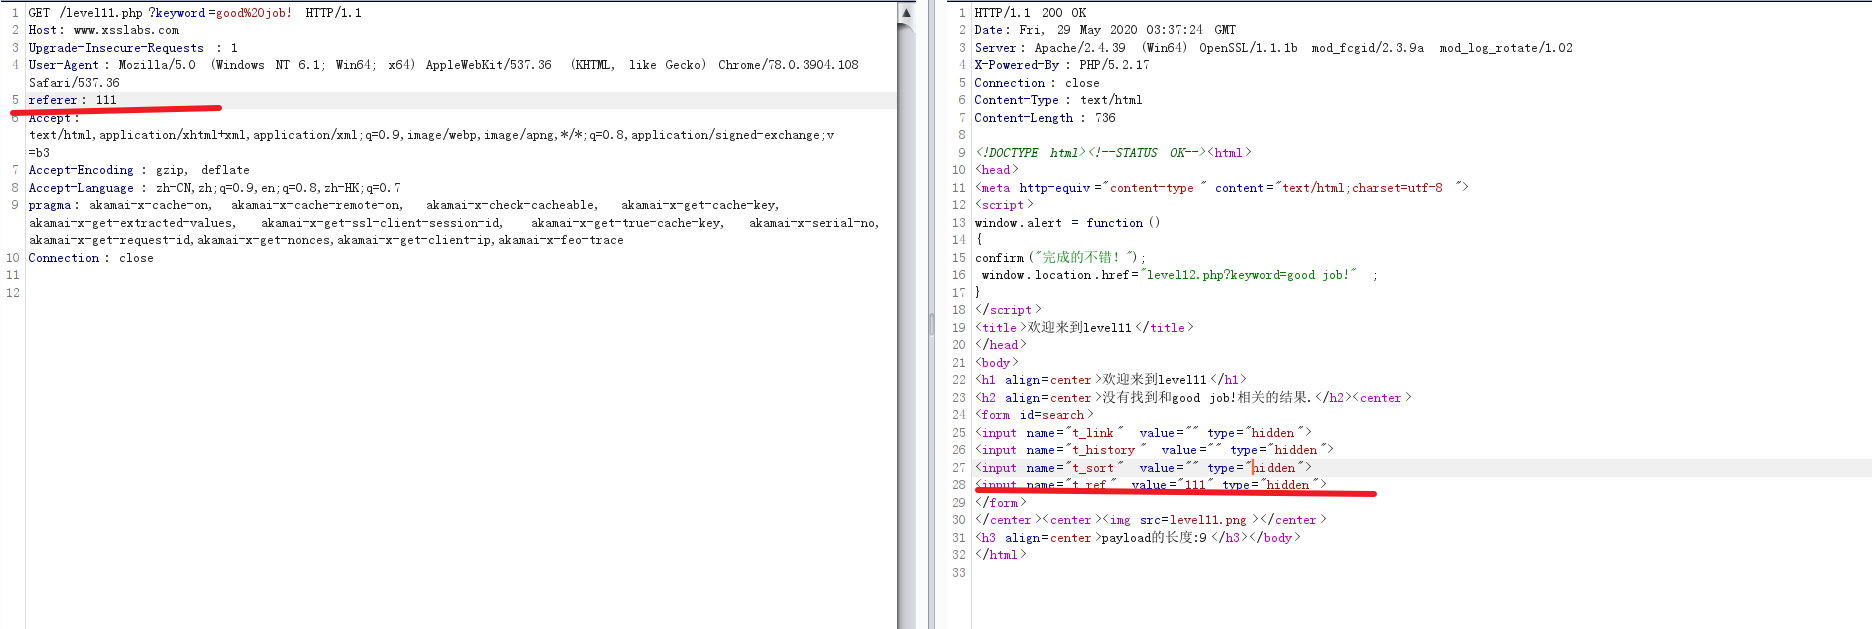 1 GET /level11.php?keyword=good%20job! HTTP/1.1
2 Host: www.xsslabs.com
3 Upgrade-Insecure-Requests : 1
4 User-Agent: Mozilla/5.0 (Windows NT 6.1; Win64; x64) AppleWebKit/537.36 (KHTML, like Gecko) Chrome/78.0.3904.108
Safari/537.36
5 referer: 111
6 Accept:
text/html,application/xhtml+xml,application/xml;q=0.9,image/webp,image/apng,*/*;q=0.8,application/signed-exchange;v
=b3
7 Accept-Encoding : gzip, deflate
8 Accept-Language : zh-CN,zh;q=0.9,en;q=0.8,zh-HK;q=0.7
9 pragma: akamai-x-cache-on, akamai-x-cache-remote-on, akamai-x-check-cacheable, akamai-x-get-cache-key,
akamai-x-get-extracted-values, akamai-x-get-ssl-client-session-id, akamai-x-get-true-cache-key, akamai-x-serial-no,
akamai-x-get-request-id,akamai-x-get-nonces,akamai-x-get-client-ip,akamai-x-feo-trace
10 Connection: close
11
12
1 HTTP/1.1 200 OK
2 Date: Fri, 29 May 2020 03:37:24 GMT
3 Server: Apache/2.4.39 (Win64) OpenSSL/1.1.1b mod_fcgid/2.3.9a mod_log_rotate/1.02
4 X-Powered-By: PHP/5.2.17
5 Connection: close
6 Content-Type : text/html
7 Content-Length : 736
8
9 <!DOCTYPE html><!--STATUS OK--><html>
10 <head>
11 <meta http-equiv="content-type" content="text/html;charset=utf-8">
12 <script>
13 window.alert = function()
14 {
15 confirm("完成的不错！");
16 window.location.href="level12.php?keyword=good job!" ;
17 }
18 </script>
19 <title>欢迎来到level11</title>
20 </head>
21 <body>
22 <h1 align=center>欢迎来到level11</h1>
23 <h2 align=center>没有找到和good job!相关的结果.</h2><center>
24 <form id=search>
25 <input name="t_link" value="" type="hidden">
26 <input name="t_history" value="" type="hidden">
27 <input name="t_sort" value="" type="hidden">
28 <input name="t_ref" value="111" type="hidden">
29 </form>
30 </center><center><img src=level11.png></center>
31 <h3 align=center>payload的长度:9</h3></body>
32 </html>
33